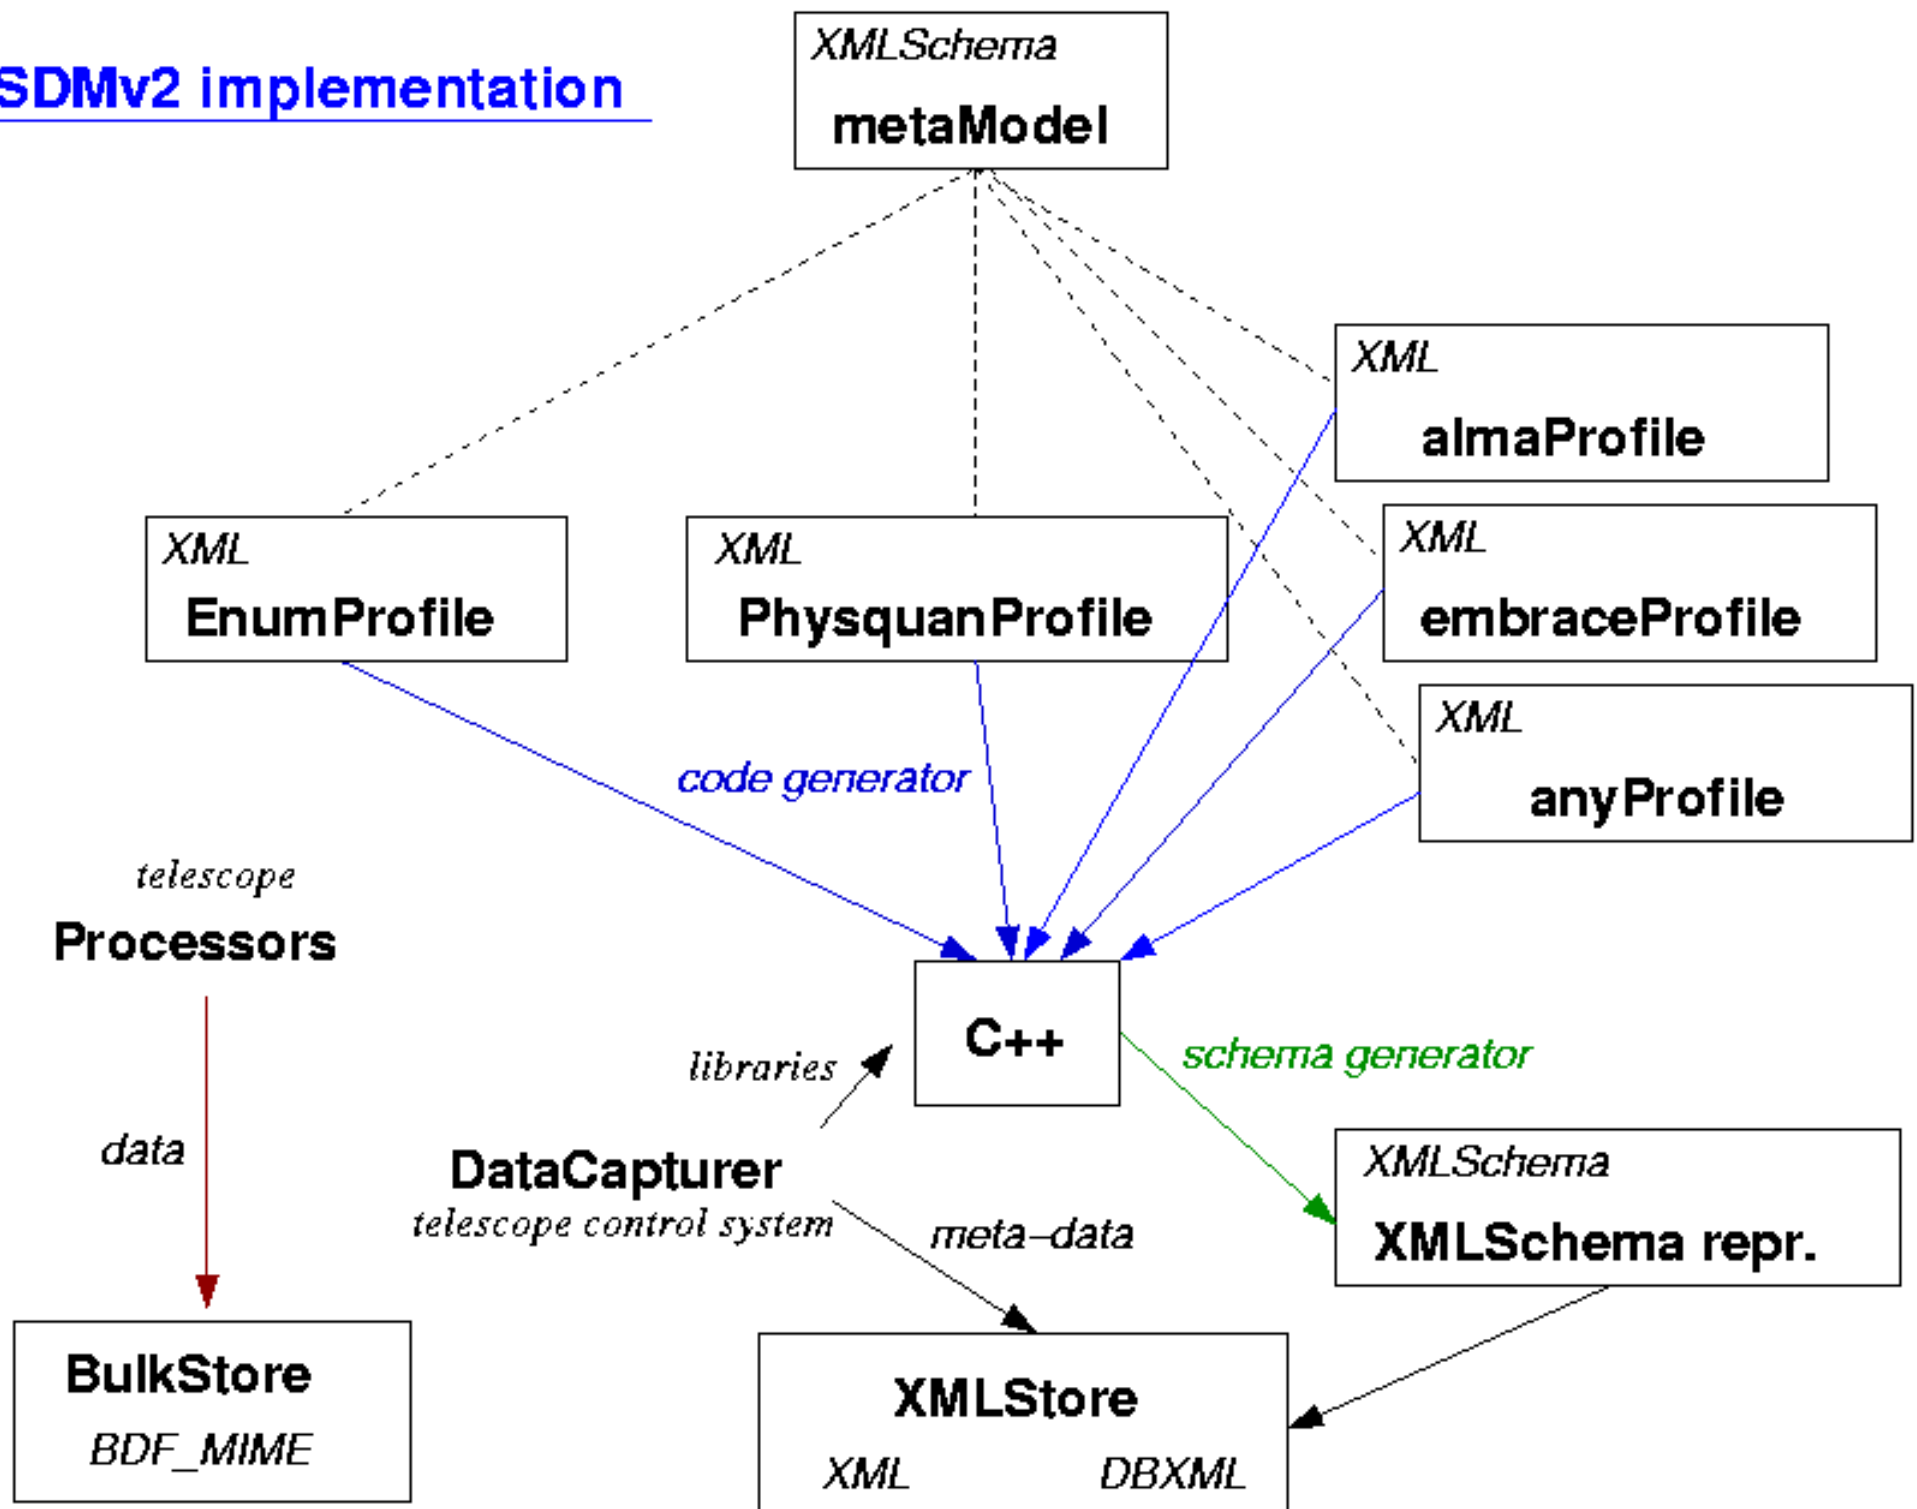 XMLSchema
SDMv2 implementation
metaModel
XML
almaProfile
XML
EnumProfile
XML
PhysquanProfile
XML
embraceProfile
XML
anyProfile
code generator
telescope
Processors
C++
libraries
schema generator
data
DataCapturer
telescope control system
meta-data
XMLSchema
XMLSchema repr.
BulkStore
BDF_MIME
XMLStore
XML DBXML